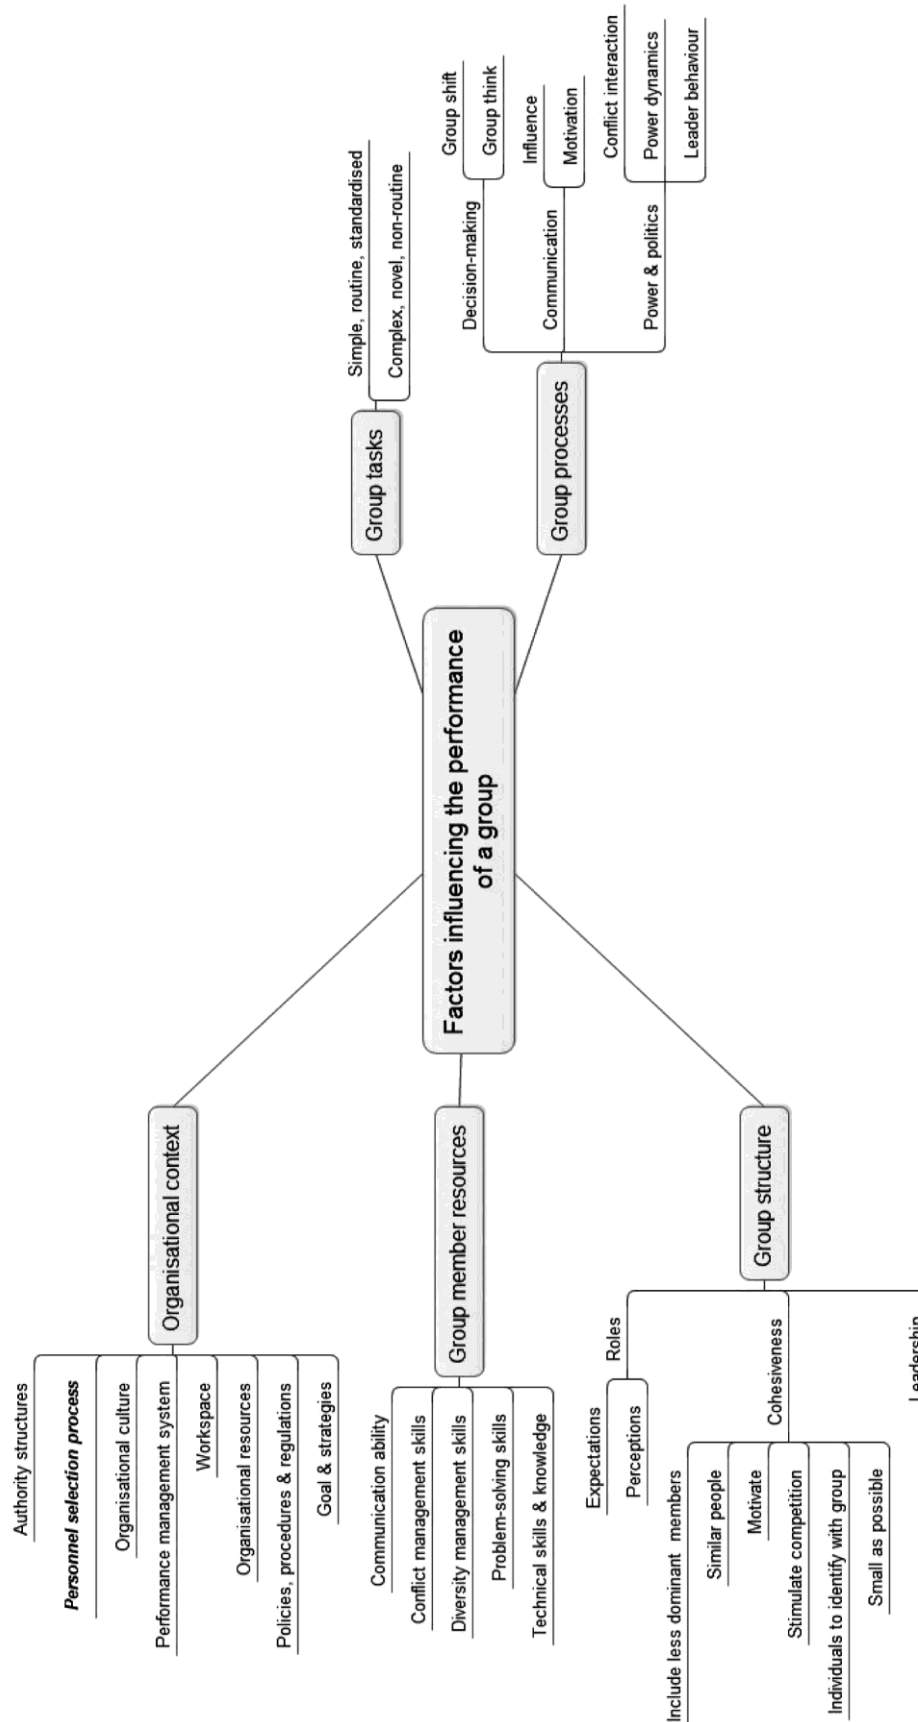 Factors influencing the performance
of a group
Organisational context
Authority structures
Personnel selection process
Organisational culture
Performance management system
Workspace
Organisational resources
Policies, procedures & regulations
Goal & strategies
Group member resources
Communication ability
Conflict management skills
Diversity management skills
Problem-solving skills
Technical skills & knowledge
Group structure
Roles
Expectations
Perceptions
Cohesiveness
Include less dominant members
Similar people
Motivate
Stimulate competition
Individuals to identify with group
Small as possible
Leadership
Group tasks
Simple, routine, standardised
Complex, novel, non-routine
Group processes
Decision-making
Group shift
Group think
Communication
Influence
Motivation
Power & politics
Conflict interaction
Power dynamics
Leader behaviour